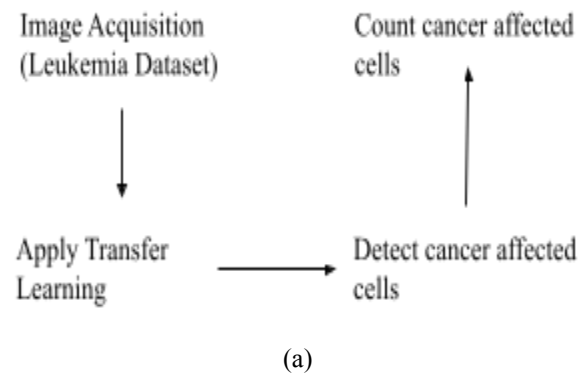 Image Acquisition
(Leukemia Dataset)
Count cancer affected
cells
Apply Transfer
Learning
Detect cancer affected
cells
(a)